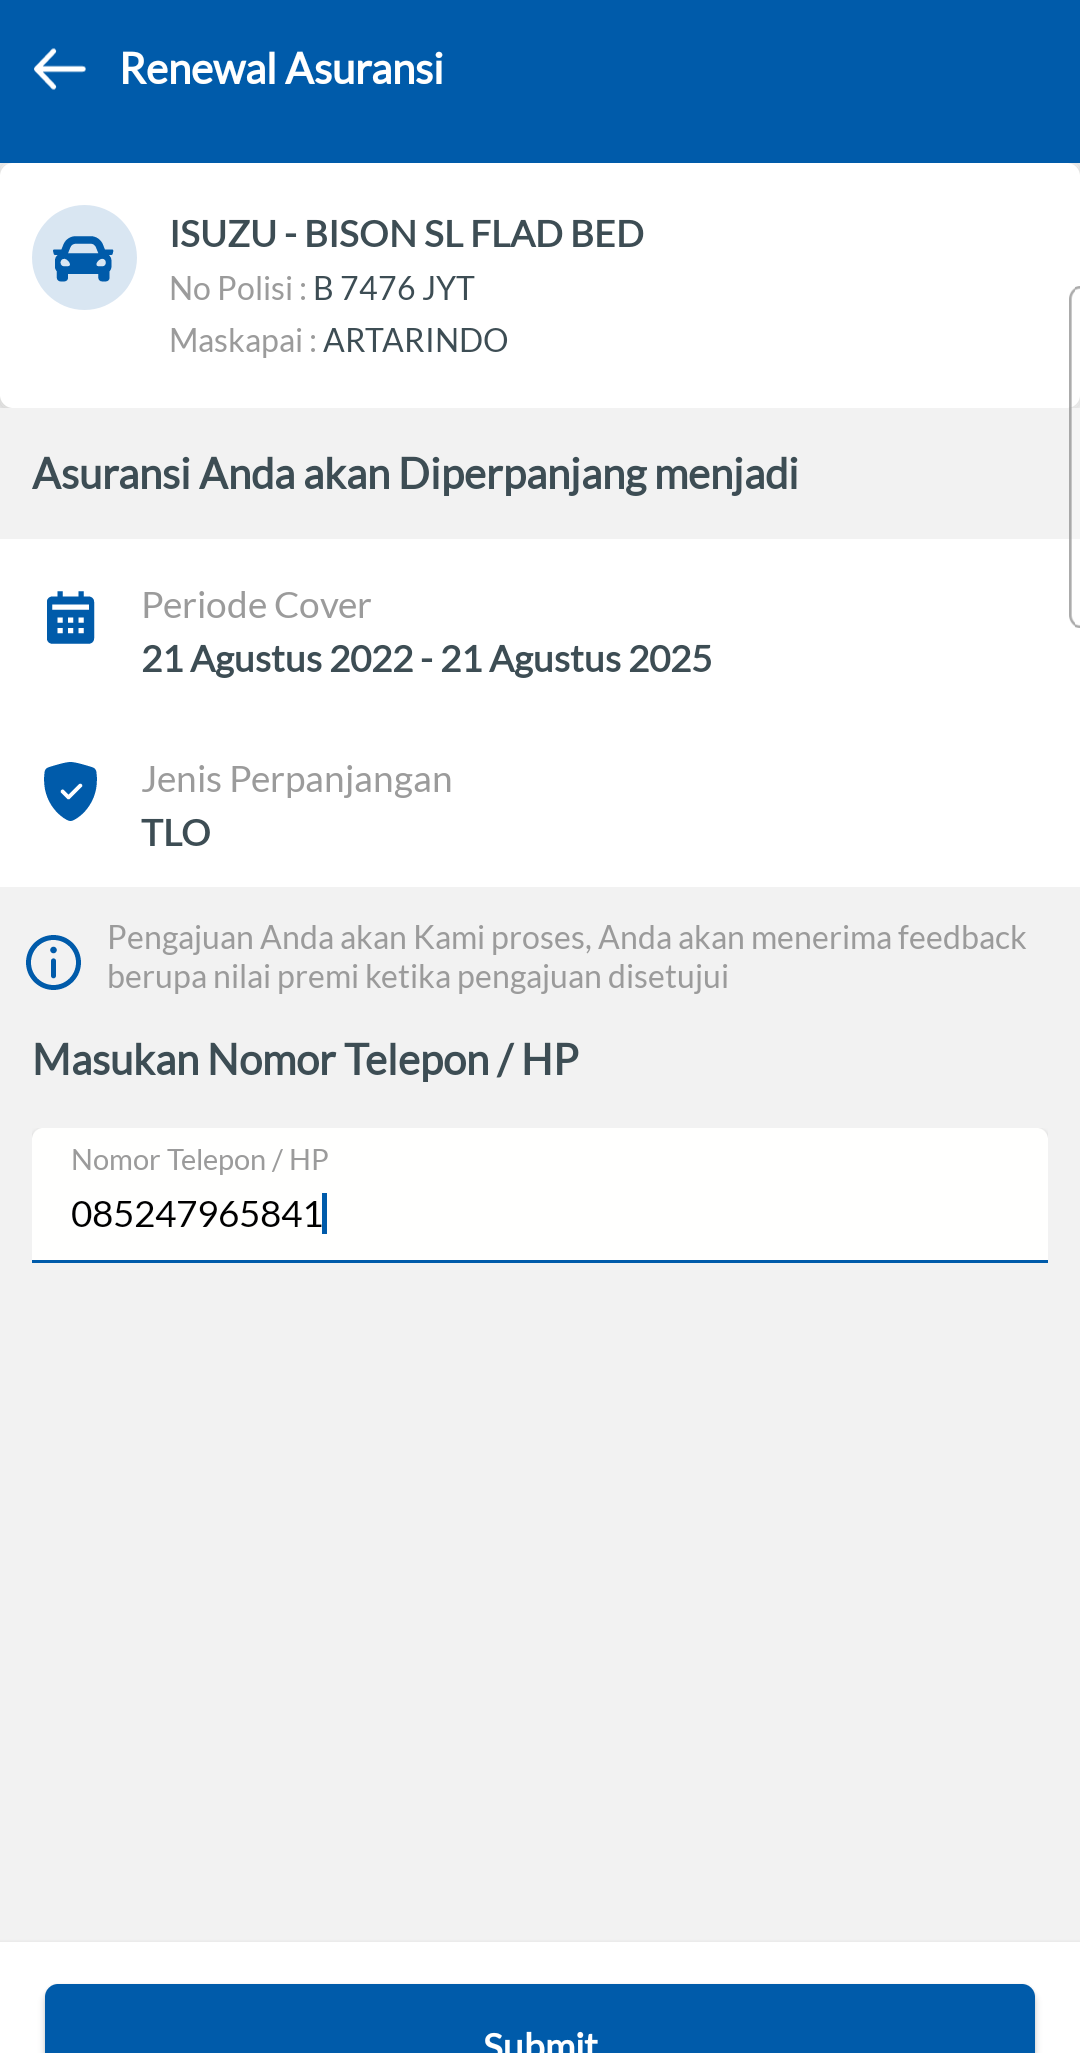 Renewal Asuransi
ISUZU - BISON SL FLAD BED
No Polisi : B 7476 JYT
Maskapai : ARTARINDO
Asuransi Anda akan Diperpanjang menjadi
Periode Cover
21 Agustus 2022 - 21 Agustus 2025
Jenis Perpanjangan
TLO
Pengajuan Anda akan Kami proses, Anda akan menerima feedback
berupa nilai premi ketika pengajuan disetujui
Masukan Nomor Telepon / HP
Nomor Telepon / HP
085247965841
Submit